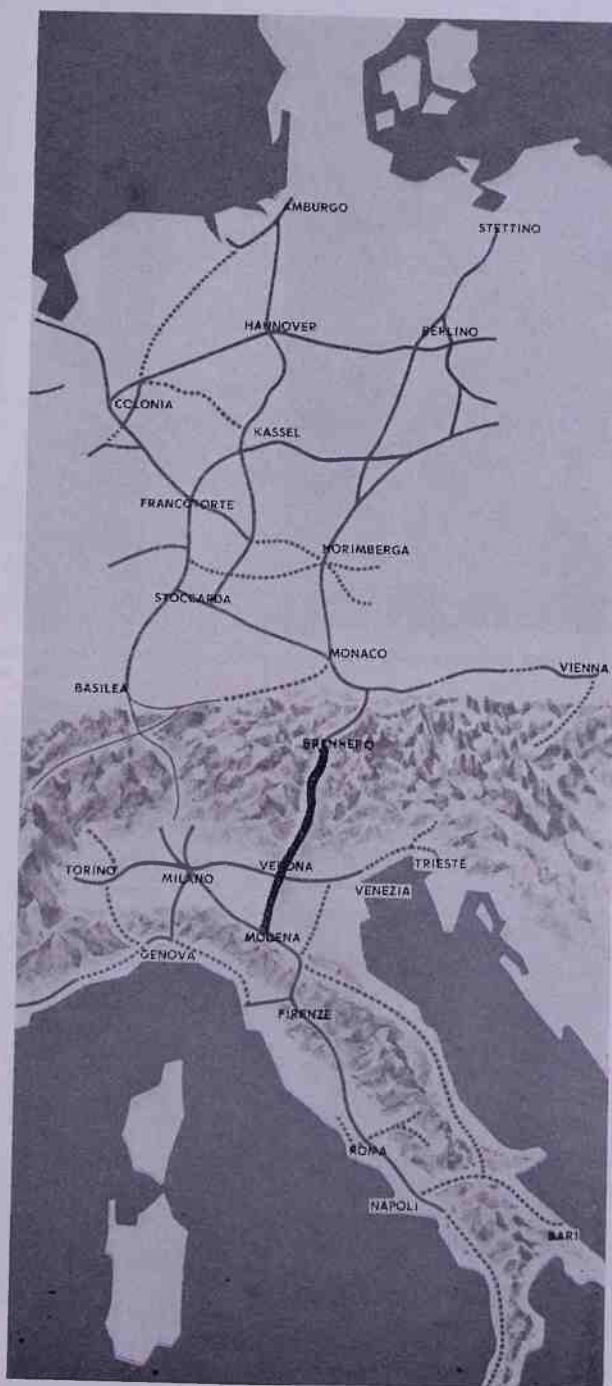 AMBURGO
STETTINO
HANNOVER
BERLINO
COLONIA
KASSEL
FRANCOFORTE
NORIMBERGA
STOCCARDA
MONACO
VIENNA
BASILEA
BRENNERO
TORINO
MILANO
VERONA
TRIESTE
VENEZIA
MODENA
GENOVA
FIRENZE
ROMA
NAPOLI
BARI